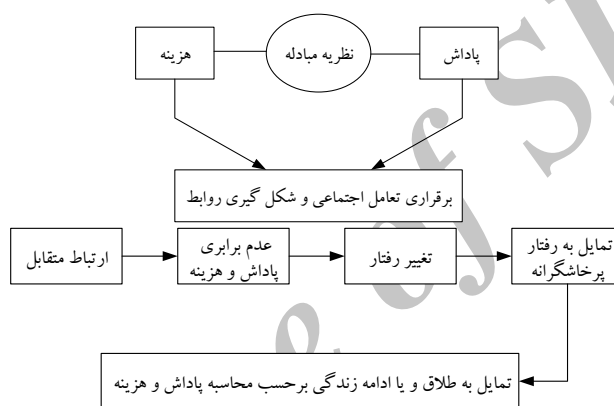 پاداش
نظریه مبادله
هزینه
برقراری تعامل اجتماعی و شکل گیری روابط
ارتباط متقابل
عدم برابری
پاداش و هزینه
تغییر رفتار
تمایل به رفتار
پرخاشگرانه
تمایل به طلاق و یا ادامه زندگی برحسب محاسبه پاداش و هزینه